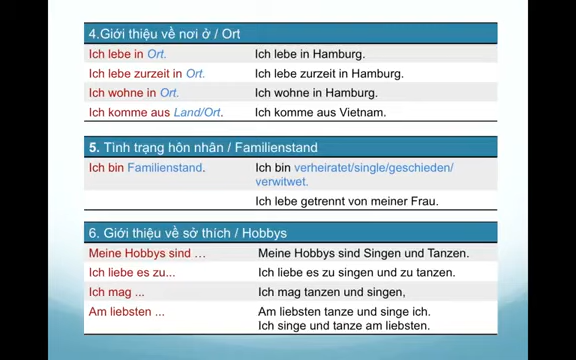 4.Giới thiệu về nơi ở / Ort
Ich lebe in Ort. Ich lebe in Hamburg.
Ich lebe zurzeit in Ort. Ich lebe zurzeit in Hamburg.
Ich wohne in Ort. Ich wohne in Hamburg.
Ich komme aus Land/Ort. Ich komme aus Vietnam.
5. Tình trạng hôn nhân / Familienstand
Ich bin Familienstand. Ich bin verheiratet/single/geschieden/
verwitwet.
Ich lebe getrennt von meiner Frau.
6. Giới thiệu về sở thích / Hobbys
Meine Hobbys sind … Meine Hobbys sind Singen und Tanzen.
Ich liebe es zu... Ich liebe es zu singen und zu tanzen.
Ich mag ... Ich mag tanzen und singen,
Am liebsten ... Am liebsten tanze und singe ich.
Ich singe und tanze am liebsten.